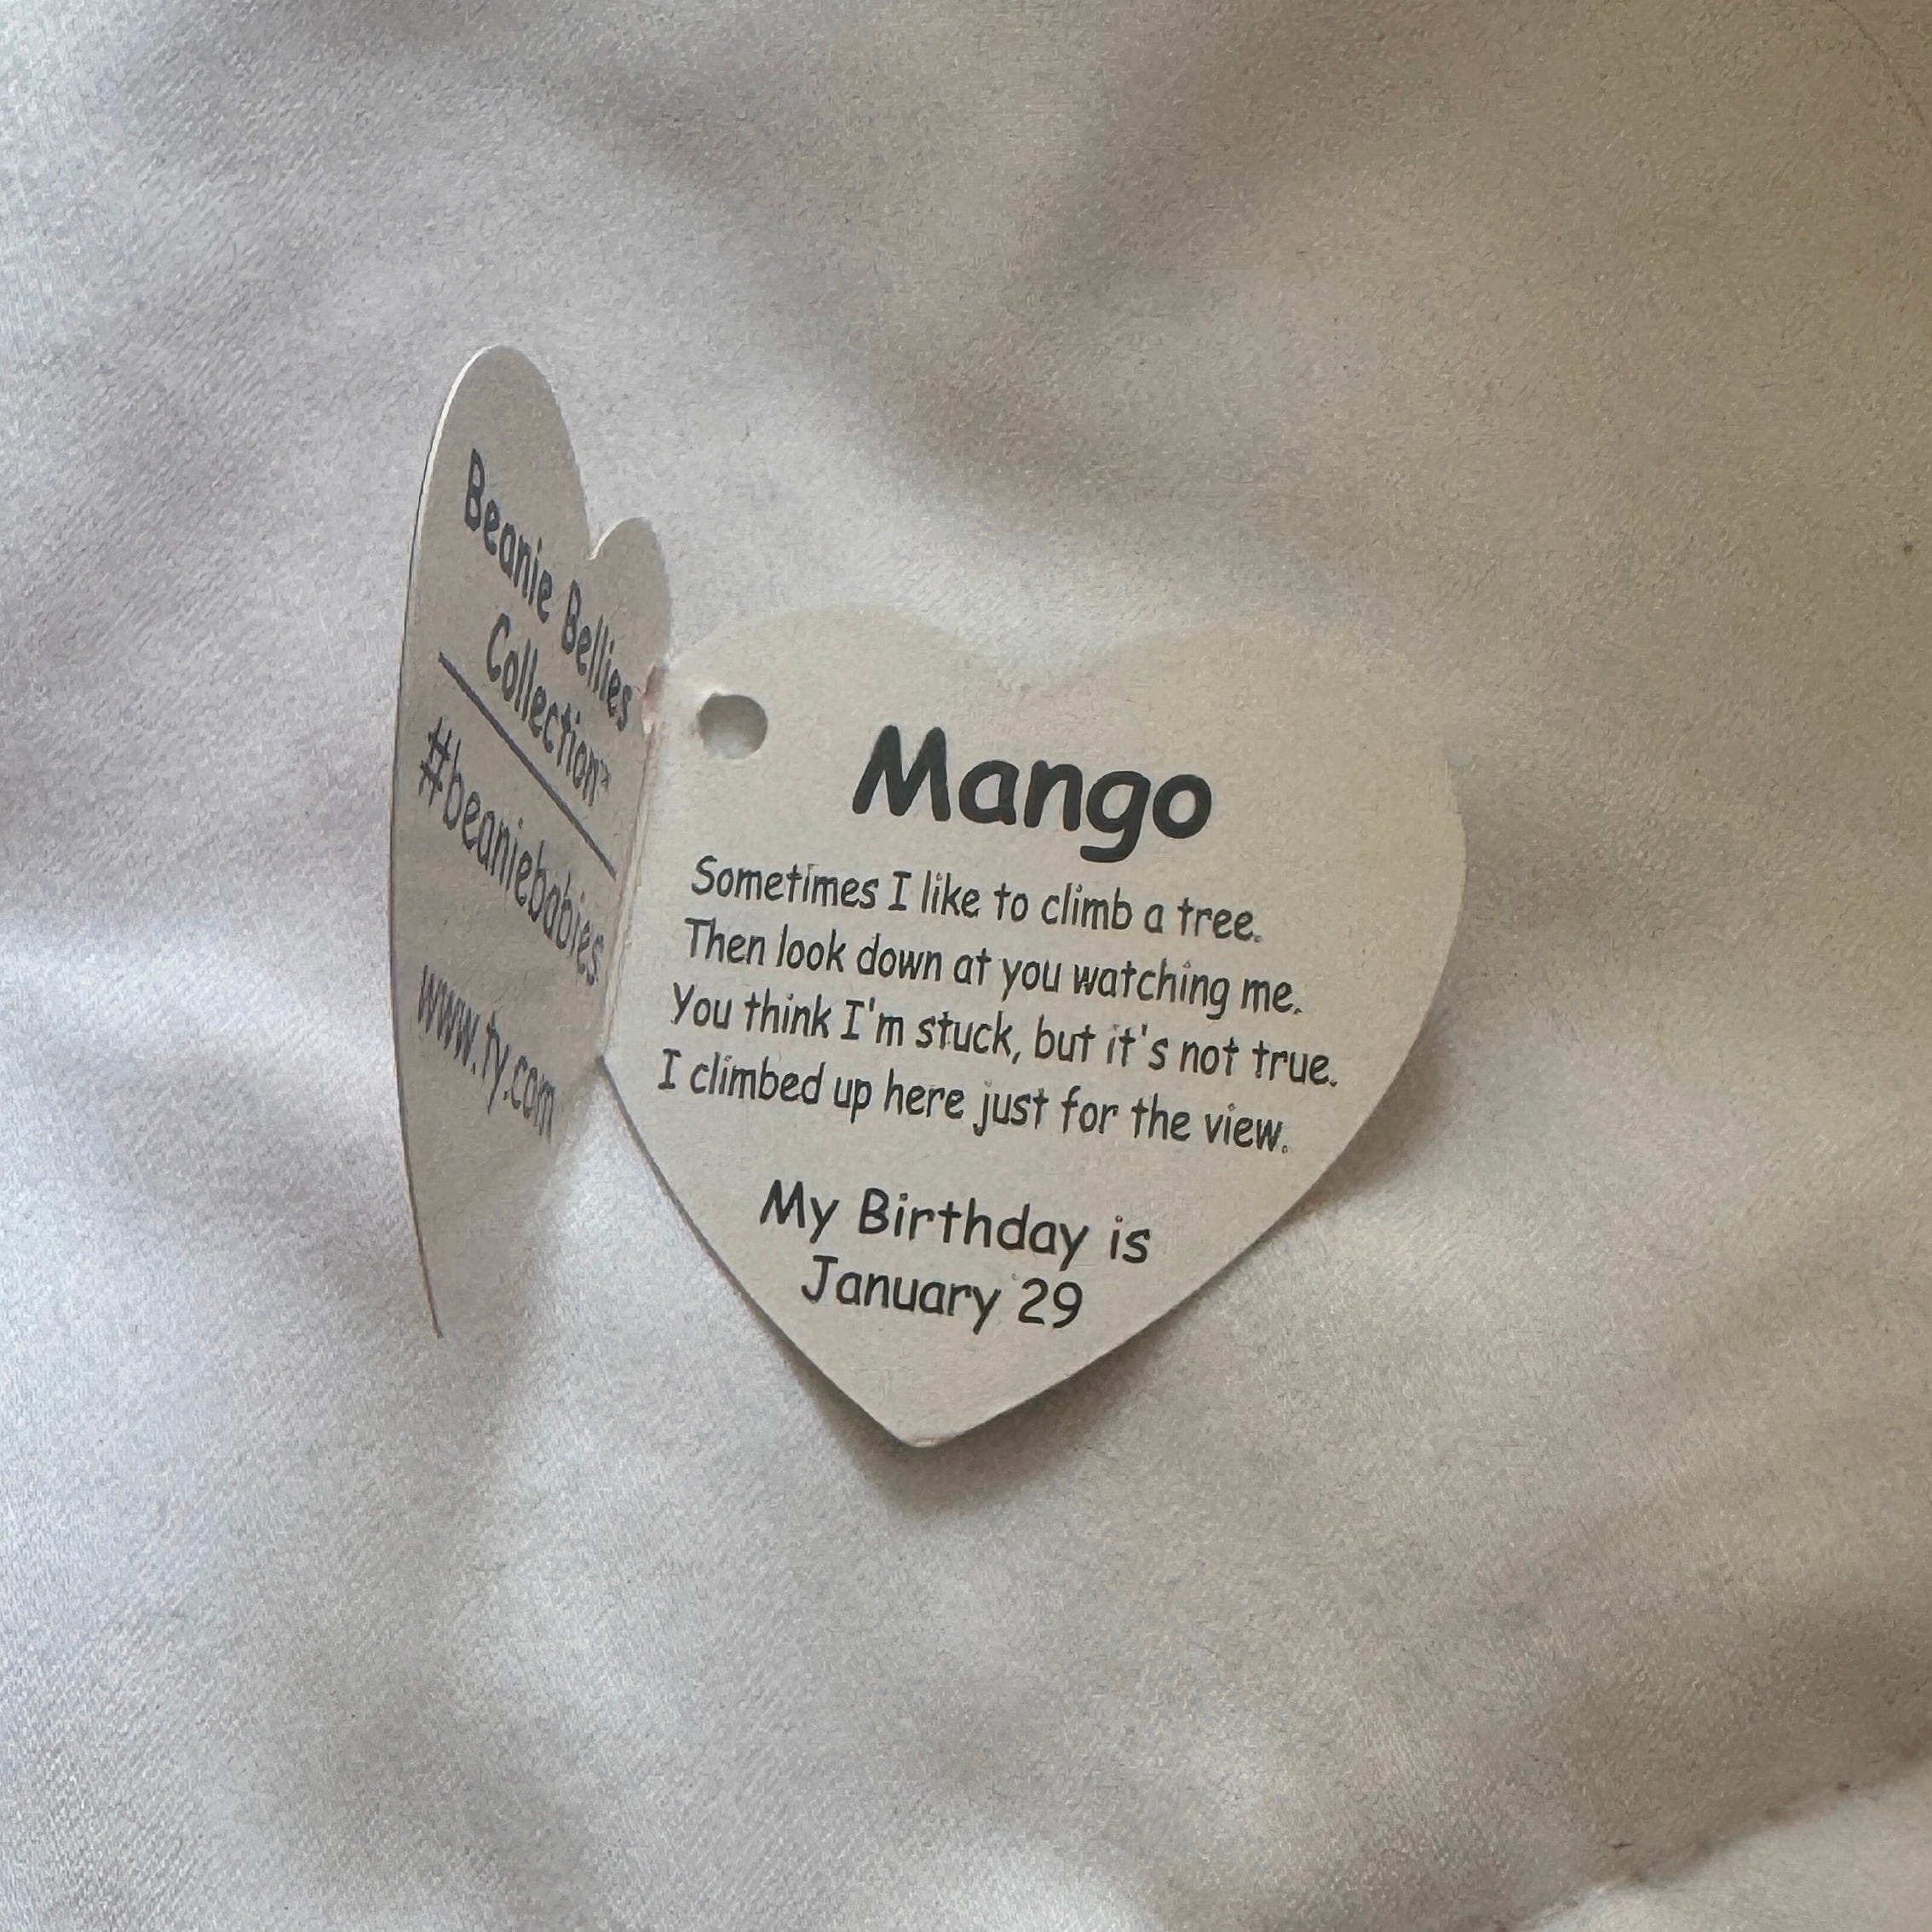 Beanie Bellies
Collection™
#beaniebabies
www.ty.com
Mango
Sometimes I like to climb a tree.
Then look down at you watching me.
You think I'm stuck, but it's not true.
I climbed up here just for the view.
My Birthday is
January 29